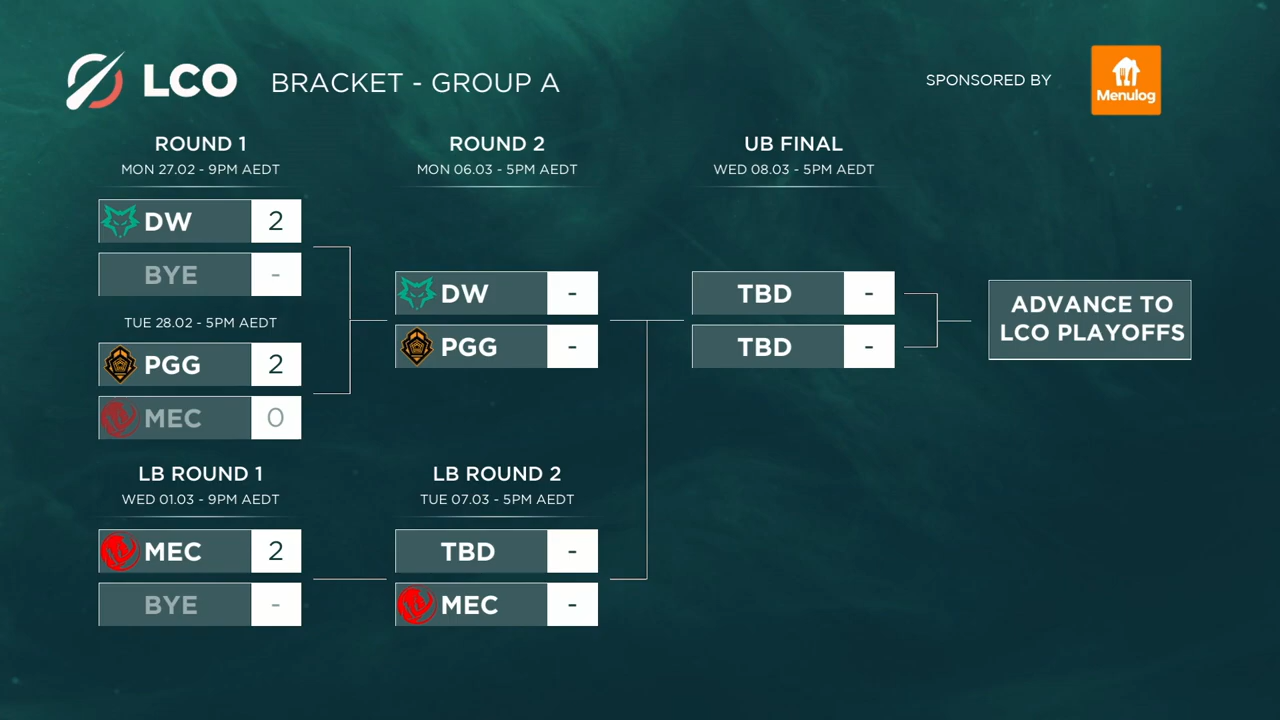 LCO
BRACKET - GROUP A
SPONSORED BY
Menulog
ROUND 1
MON 27.02 - 9PM AEDT
DW 2
BYE -
TUE 28.02 - 5PM AEDT
PGG 2
MEC 0
LB ROUND 1
WED 01.03 - 9PM AEDT
MEC 2
BYE -
ROUND 2
MON 06.03 - 5PM AEDT
DW -
PGG -
LB ROUND 2
TUE 07.03 - 5PM AEDT
TBD -
MEC -
UB FINAL
WED 08.03 - 5PM AEDT
TBD -
TBD -
ADVANCE TO
LCO PLAYOFFS